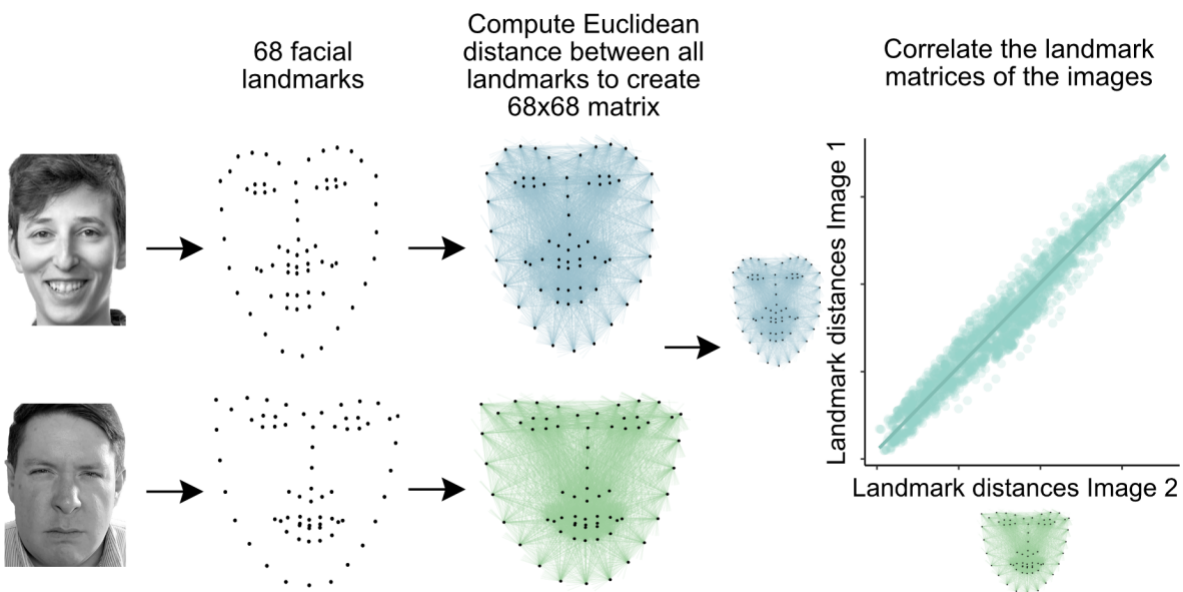 68 facial
landmarks
Compute Euclidean
distance between all
landmarks to create
68x68 matrix
Correlate the landmark
matrices of the images
Landmark distances Image 1
Landmark distances Image 2